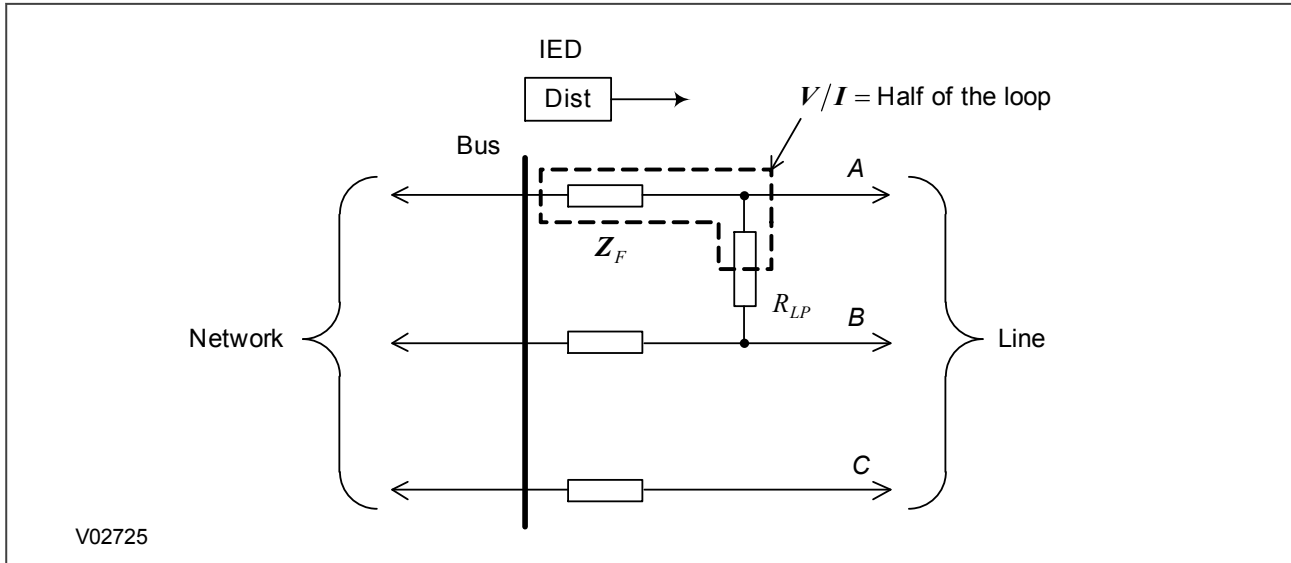 IED
Dist
V/I = Half of the loop
Bus
A
Z_F
R_LP
B
Network
Line
C
V02725